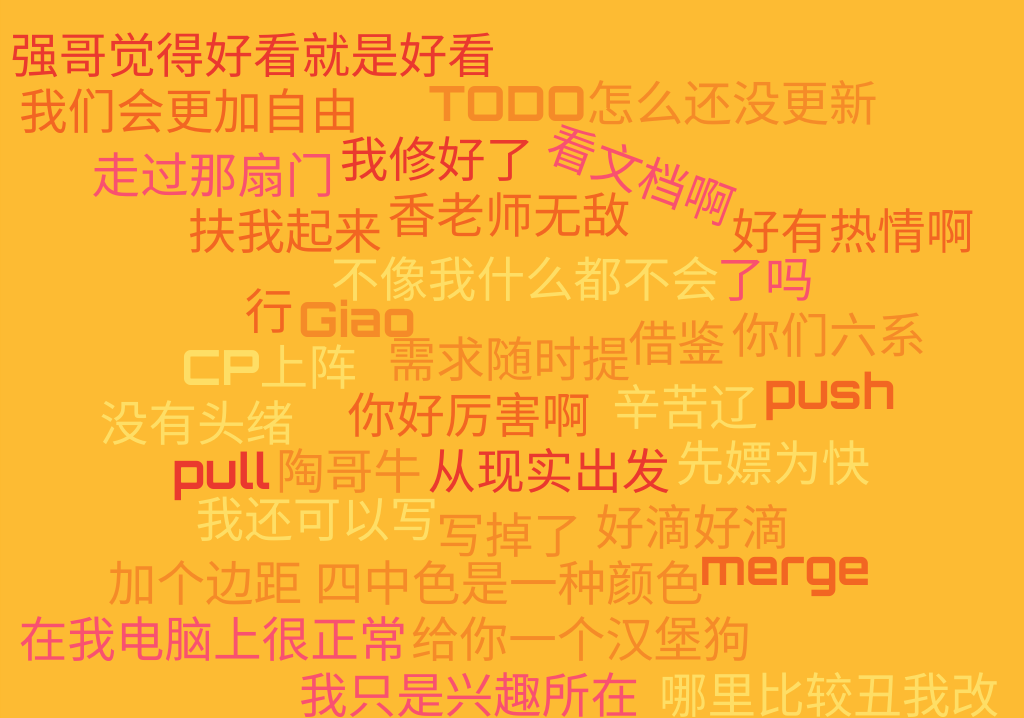 强哥觉得好看就是好看
我们会更加自由
TODO怎么还没更新
走过那扇门
我修好了
看文档啊
扶我起来
香老师无敌
好有热情啊
不像我什么都不会了吗
行
Giao
需求随时提
借鉴
你们六系
CP上阵
没有头绪
你好厉害啊
辛苦辽
push
pull
陶哥牛
从现实出发
先嫖为快
我还可以写
写掉了
好滴好滴
加个边距
四中色是一种颜色
merge
在我电脑上很正常
给你一个汉堡狗
我只是兴趣所在
哪里比较丑我改